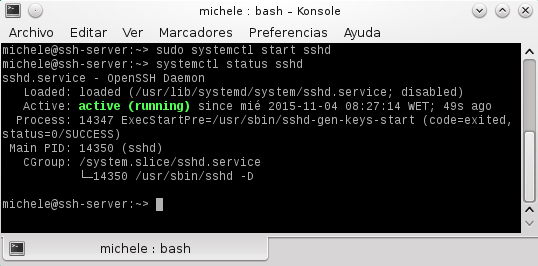 michele : bash – Konsole
Archivo Editar Ver Marcadores Preferencias Ayuda
michele@ssh-server:~> sudo systemctl start sshd
michele@ssh-server:~> systemctl status sshd
sshd.service - OpenSSH Daemon
   Loaded: loaded (/usr/lib/systemd/system/sshd.service; disabled)
   Active: active (running) since mié 2015-11-04 08:27:14 WET; 49s ago
  Process: 14347 ExecStartPre=/usr/sbin/sshd-gen-keys-start (code=exited,
status=0/SUCCESS)
 Main PID: 14350 (sshd)
   CGroup: /system.slice/sshd.service
           └─14350 /usr/sbin/sshd -D
michele@ssh-server:~>
michele : bash